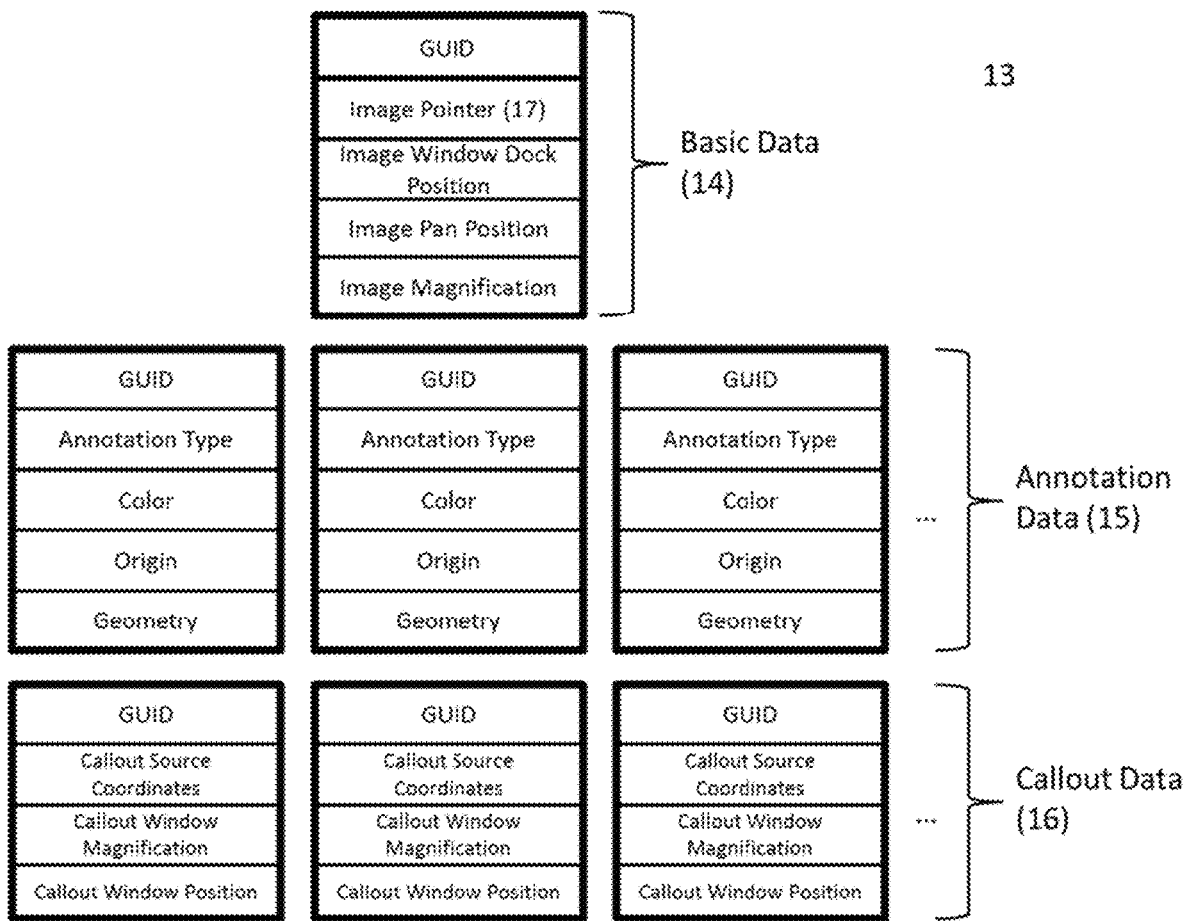 GUID
13
Image Pointer (17)
Image Window Dock
Position
Image Pan Position
Image Magnification
Basic Data
(14)
GUID
GUID
GUID
Annotation Type
Annotation Type
Annotation Type
Color
Color
Color
Origin
Origin
Origin
Geometry
Geometry
Geometry
...
Annotation
Data (15)
GUID
GUID
GUID
Callout Source
Coordinates
Callout Source
Coordinates
Callout Source
Coordinates
Callout Window
Magnification
Callout Window
Magnification
Callout Window
Magnification
Callout Window Position
Callout Window Position
Callout Window Position
...
Callout Data
(16)